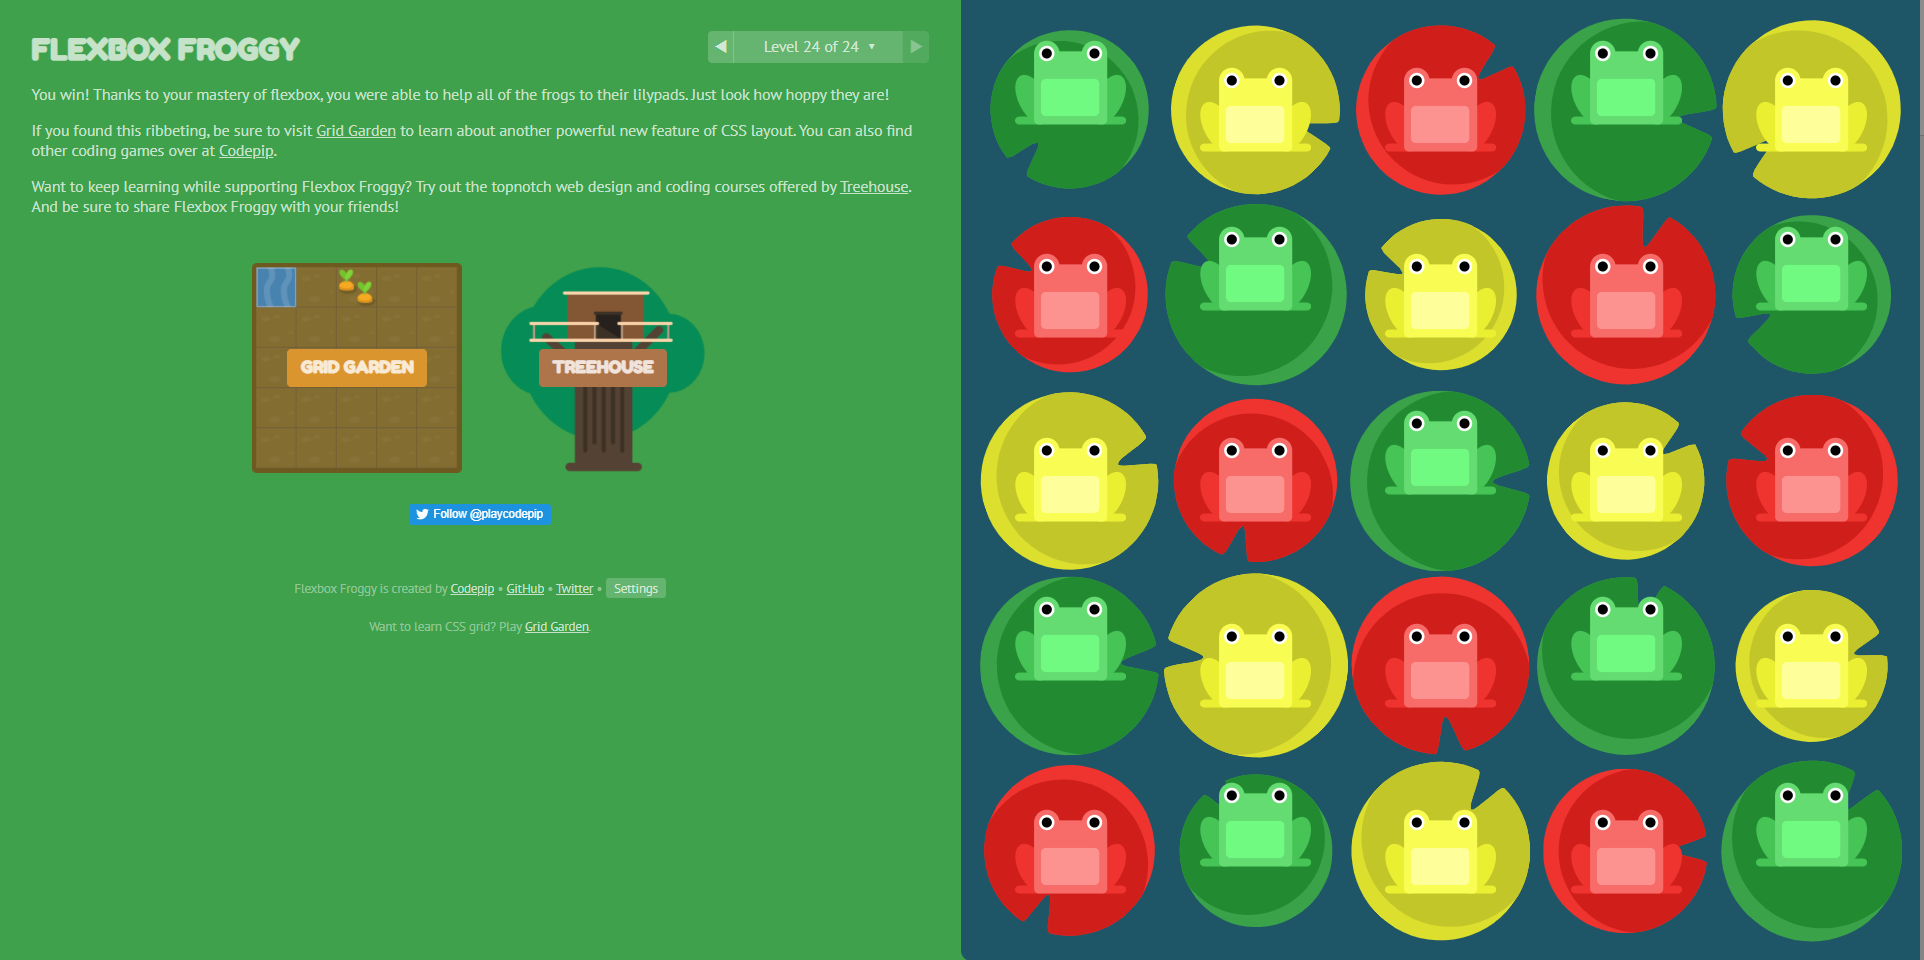 FLEXBOX FROGGY
◀ Level 24 of 24 ▼ ▶
You win! Thanks to your mastery of flexbox, you were able to help all of the frogs to their lilypads. Just look how hoppy they are!
If you found this ribbeting, be sure to visit Grid Garden to learn about another powerful new feature of CSS layout. You can also find
other coding games over at Codepip.
Want to keep learning while supporting Flexbox Froggy? Try out the topnotch web design and coding courses offered by Treehouse.
And be sure to share Flexbox Froggy with your friends!
GRID GARDEN
TREEHOUSE
Follow @playcodepip
Flexbox Froggy is created by Codepip • GitHub • Twitter • Settings
Want to learn CSS grid? Play Grid Garden.